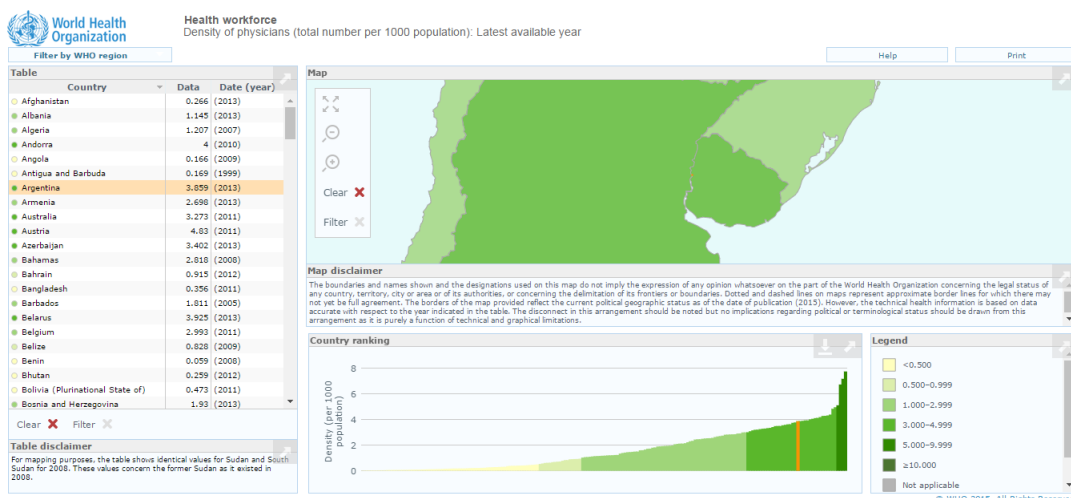 World Health
Organization
Health workforce
Density of physicians (total number per 1000 population): Latest available year
Filter by WHO region
Help
Print
Table
Country Data Date (year)
Afghanistan 0.266 (2013)
Albania 1.145 (2013)
Algeria 1.207 (2007)
Andorra 4 (2010)
Angola 0.166 (2009)
Antigua and Barbuda 0.169 (1999)
Argentina 3.859 (2013)
Armenia 2.698 (2013)
Australia 3.273 (2011)
Austria 4.83 (2011)
Azerbaijan 3.402 (2013)
Bahamas 2.818 (2008)
Bahrain 0.915 (2012)
Bangladesh 0.356 (2011)
Barbados 1.811 (2005)
Belarus 3.925 (2013)
Belgium 2.993 (2011)
Belize 0.828 (2009)
Benin 0.059 (2008)
Bhutan 0.259 (2012)
Bolivia (Plurinational State of) 0.473 (2011)
Bosnia and Herzegovina 1.93 (2013)
Clear Filter
Table disclaimer
For mapping purposes, the table shows identical values for Sudan and South
Sudan for 2008. These values concern the former Sudan as it existed in
2008.
Map
Clear
Filter
Map disclaimer
The boundaries and names shown and the designations used on this map do not imply the expression of any opinion whatsoever on the part of the World Health Organization concerning the legal status of
any country, territory, city or area or of its authorities, or concerning the delimitation of its frontiers or boundaries. Dotted and dashed lines on maps represent approximate border lines for which there may
not yet be full agreement. The borders of the map provided reflect the current political geographic status as of the date of publication (2015). However, the technical health information is based on data
accurate with respect to the year indicated in the table. The disconnect in this arrangement should be noted but no implications regarding political or terminological status should be drawn from this
arrangement as it is purely a function of technical and graphical limitations.
Country ranking
Density (per 1000
population)
8
6
4
2
0
Legend
<0.500
0.500–0.999
1.000–2.999
3.000–4.999
5.000–9.999
≥10.000
Not applicable
© WHO 2015. All Rights Reserve